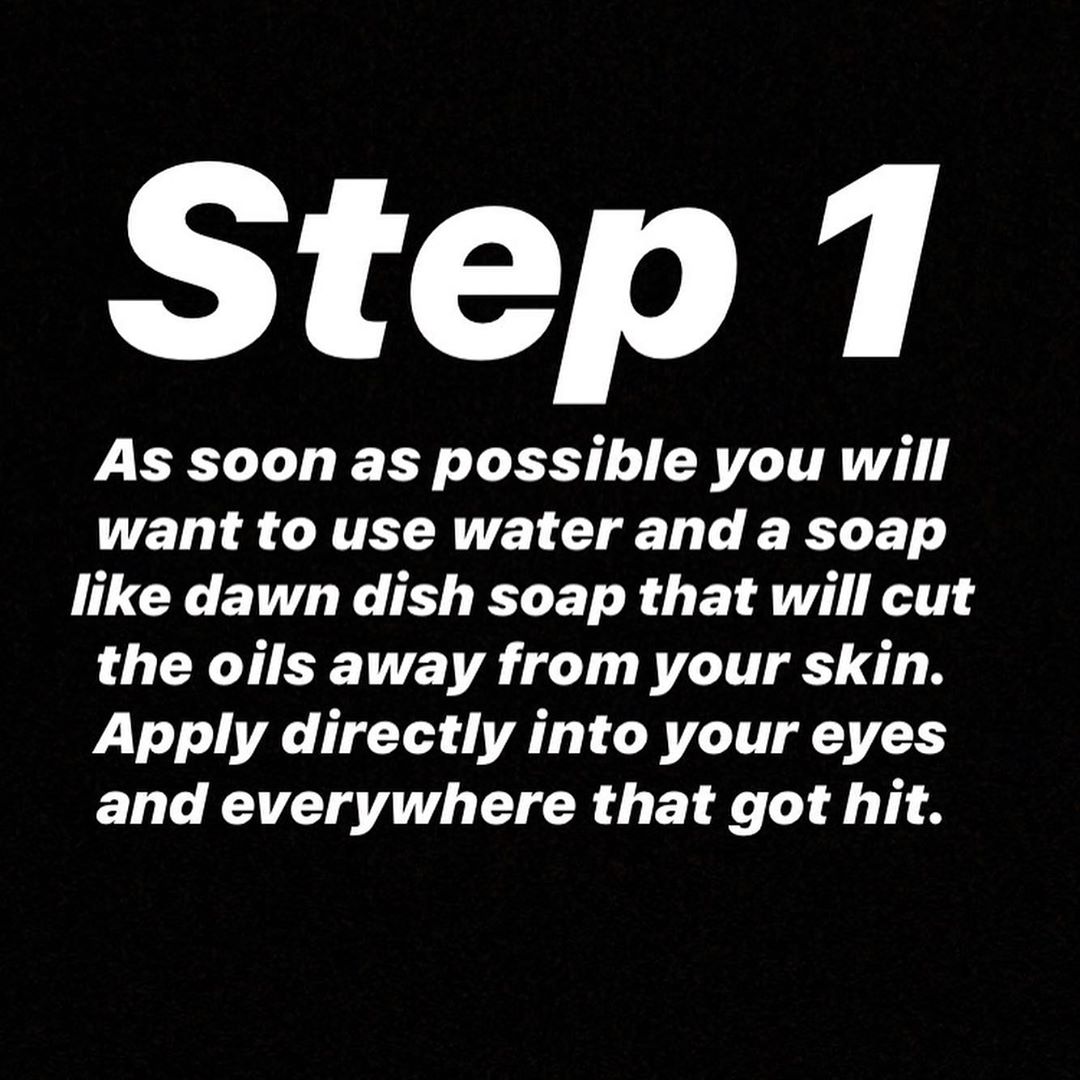 Step 1
As soon as possible you will
want to use water and a soap
like dawn dish soap that will cut
the oils away from your skin.
Apply directly into your eyes
and everywhere that got hit.